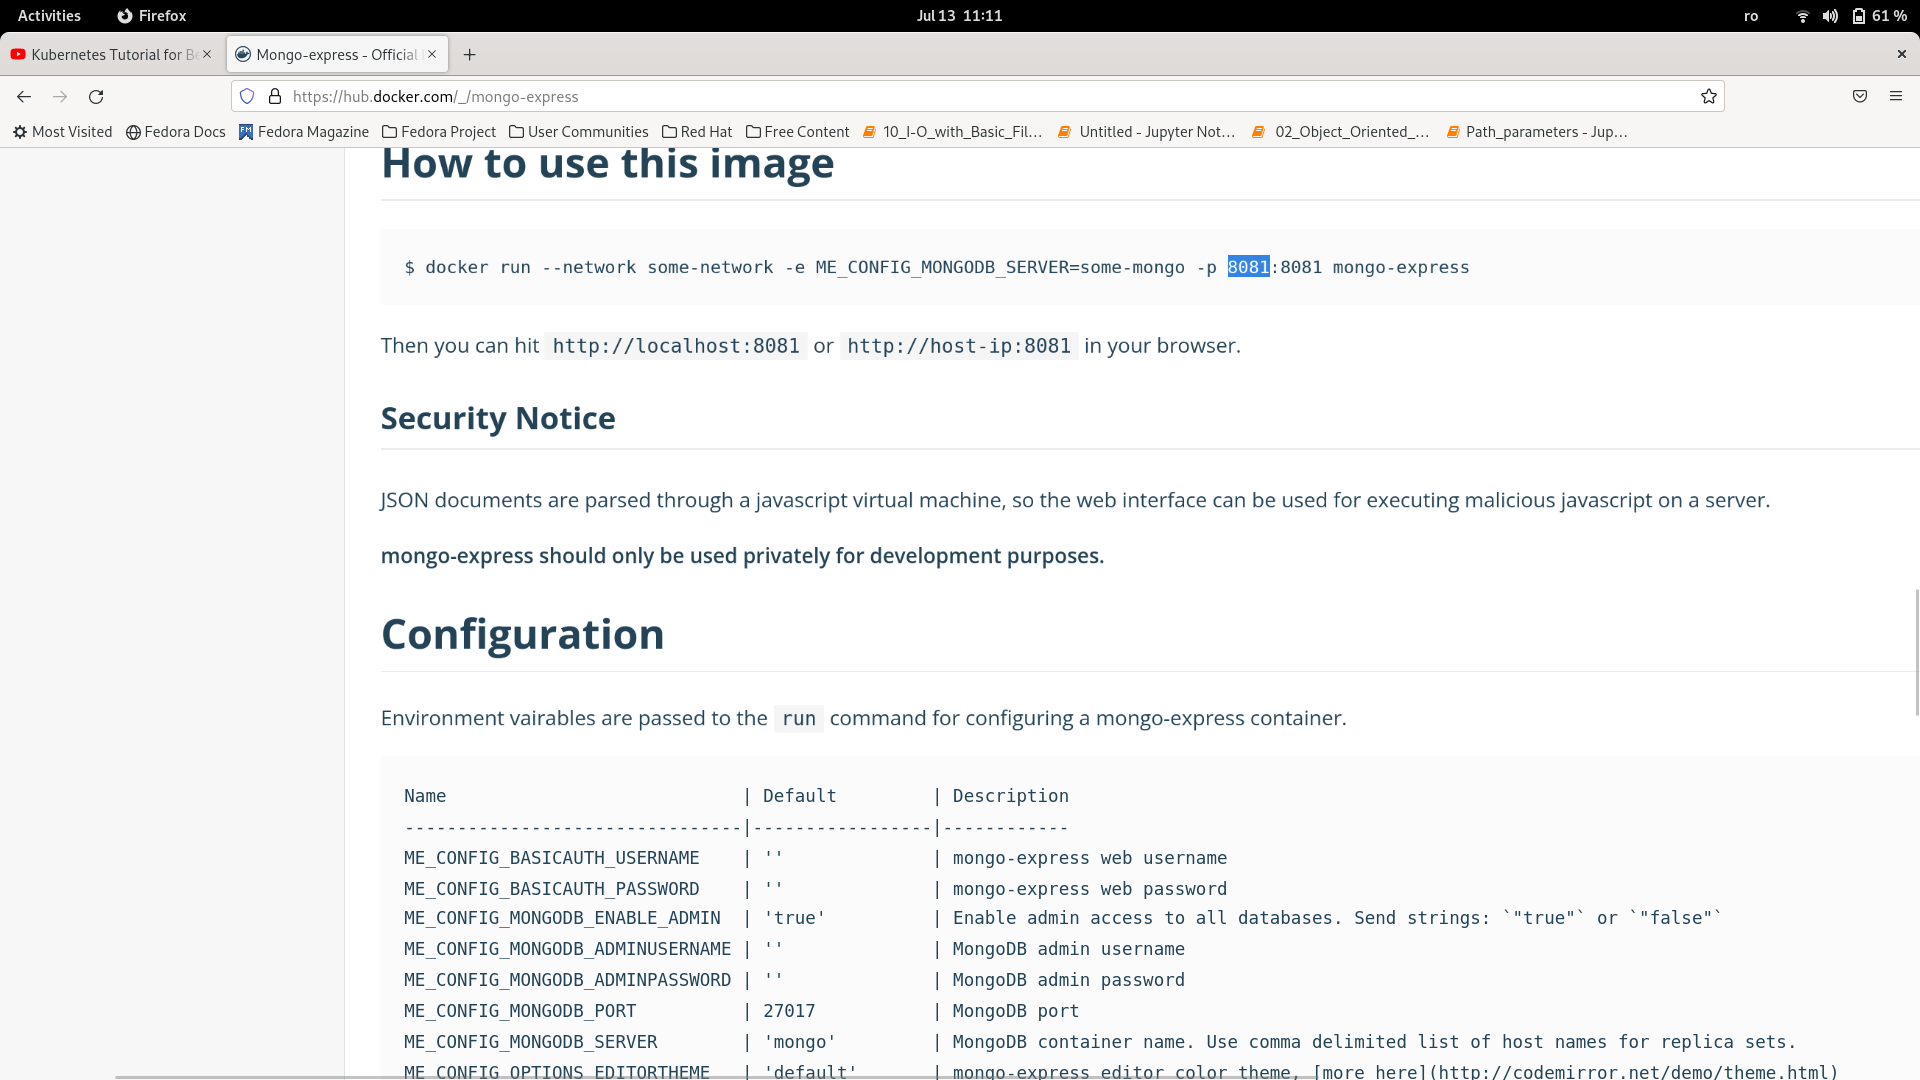 Activities Firefox Jul 13 11:11 ro 61 %
Kubernetes Tutorial for Be × Mongo-express - Official × + ×
https://hub.docker.com/_/mongo-express
Most Visited Fedora Docs Fedora Magazine Fedora Project User Communities Red Hat Free Content 10_I-O_with_Basic_Fil… Untitled - Jupyter Not… 02_Object_Oriented_… Path_parameters - Jup…
How to use this image
$ docker run --network some-network -e ME_CONFIG_MONGODB_SERVER=some-mongo -p 8081:8081 mongo-express
Then you can hit http://localhost:8081 or http://host-ip:8081 in your browser.
Security Notice
JSON documents are parsed through a javascript virtual machine, so the web interface can be used for executing malicious javascript on a server.
mongo-express should only be used privately for development purposes.
Configuration
Environment vairables are passed to the run command for configuring a mongo-express container.
Name | Default | Description
--------------------------------|-----------------|------------
ME_CONFIG_BASICAUTH_USERNAME | '' | mongo-express web username
ME_CONFIG_BASICAUTH_PASSWORD | '' | mongo-express web password
ME_CONFIG_MONGODB_ENABLE_ADMIN | 'true' | Enable admin access to all databases. Send strings: `"true"` or `"false"`
ME_CONFIG_MONGODB_ADMINUSERNAME | '' | MongoDB admin username
ME_CONFIG_MONGODB_ADMINPASSWORD | '' | MongoDB admin password
ME_CONFIG_MONGODB_PORT | 27017 | MongoDB port
ME_CONFIG_MONGODB_SERVER | 'mongo' | MongoDB container name. Use comma delimited list of host names for replica sets.
ME_CONFIG_OPTIONS_EDITORTHEME | 'default' | mongo-express editor color theme, [more here](http://codemirror.net/demo/theme.html)